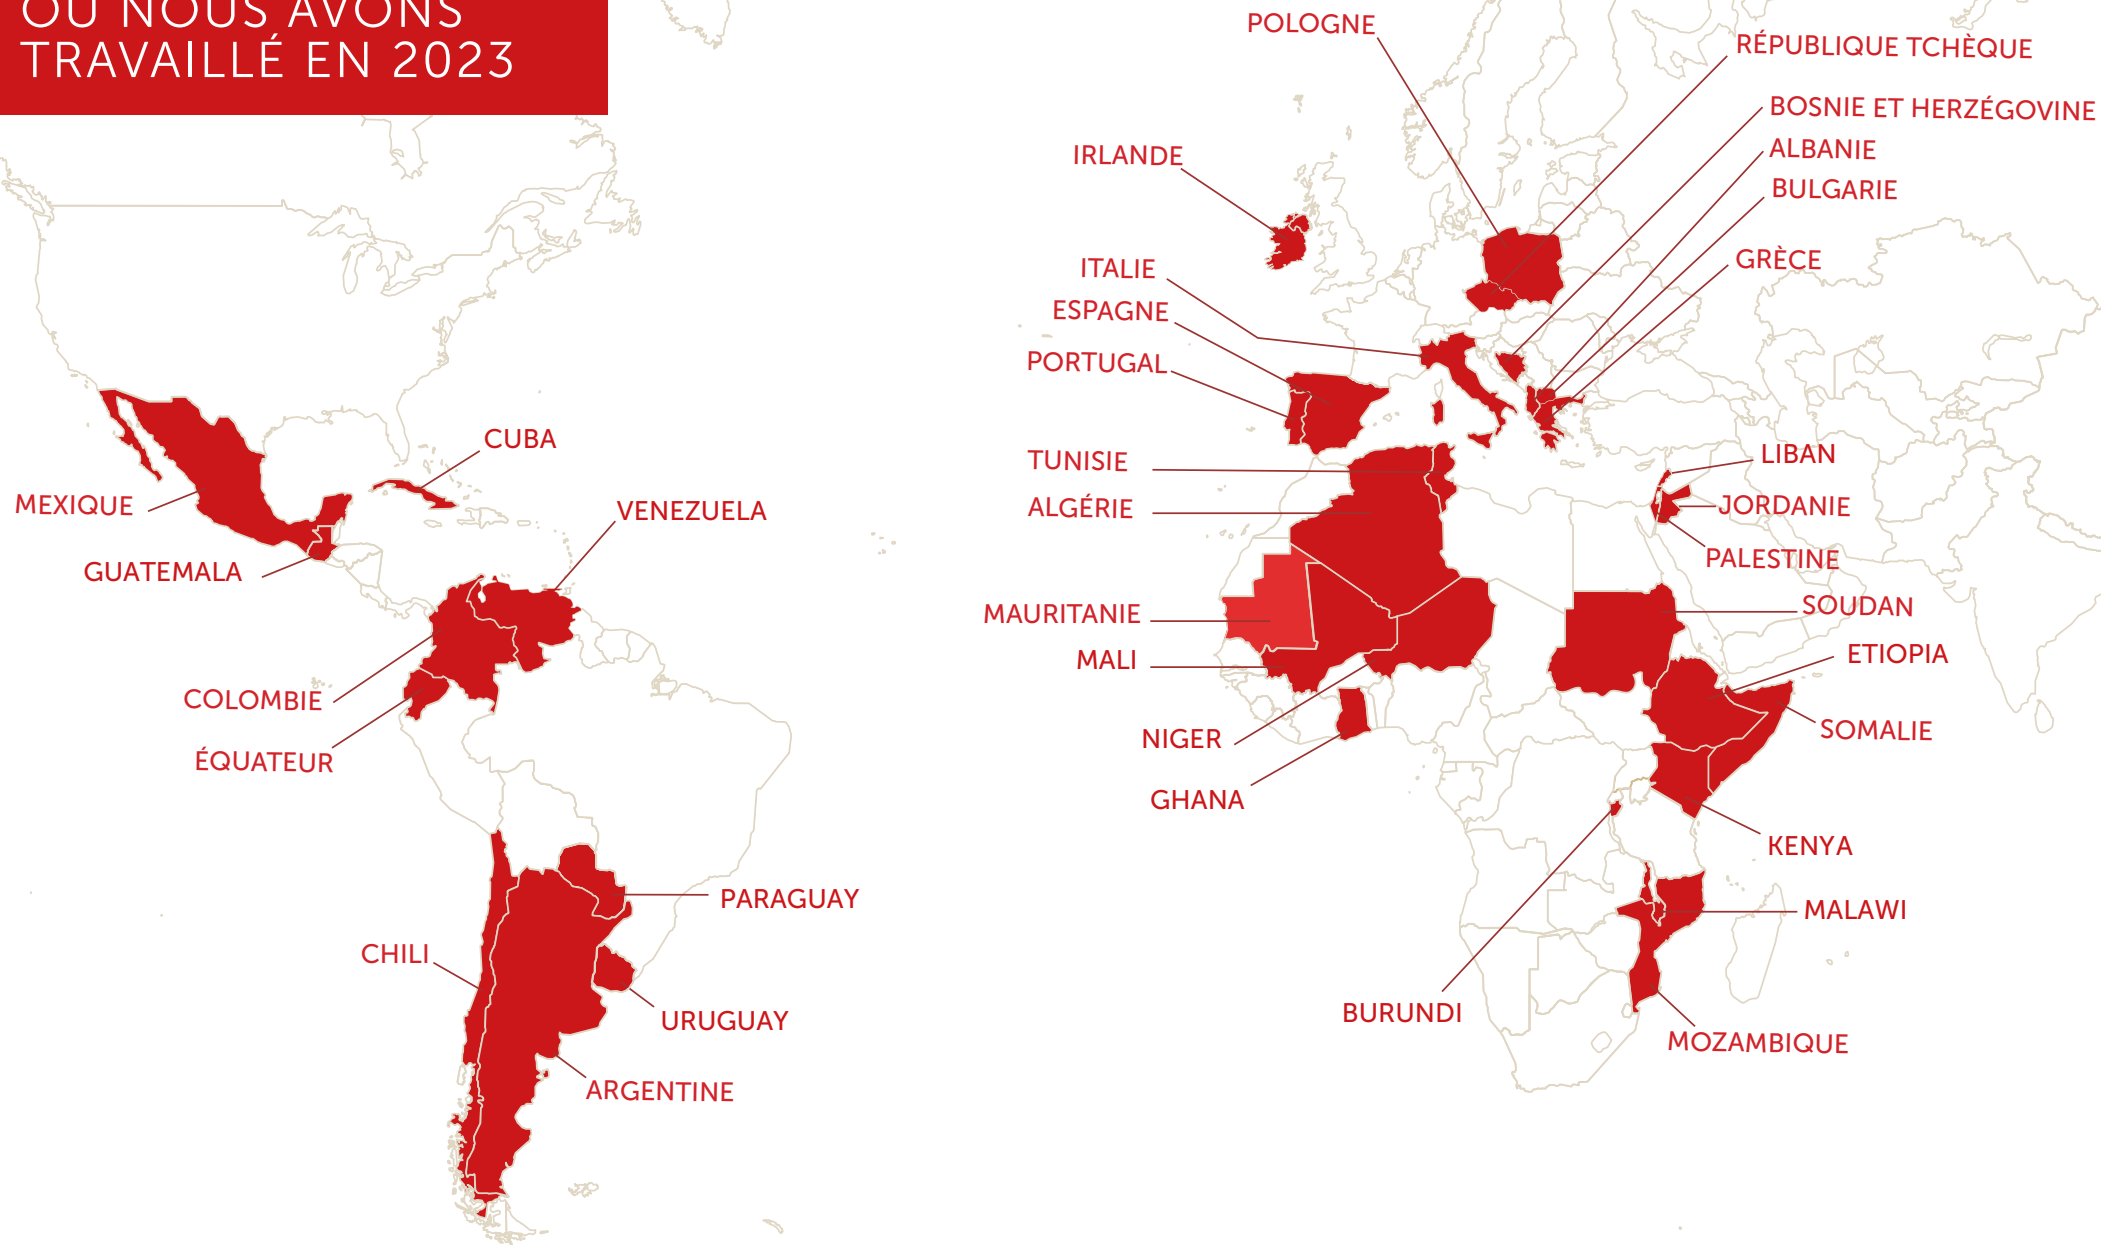 OÙ NOUS AVONS
TRAVAILLÉ EN 2023
POLOGNE
RÉPUBLIQUE TCHÈQUE
BOSNIE ET HERZÉGOVINE
IRLANDE
ALBANIE
BULGARIE
GRÈCE
ITALIE
ESPAGNE
PORTUGAL
CUBA
TUNISIE
LIBAN
MEXIQUE
VENEZUELA
ALGÉRIE
JORDANIE
GUATEMALA
PALESTINE
MAURITANIE
SOUDAN
MALI
ETIOPIA
COLOMBIE
SOMALIE
NIGER
ÉQUATEUR
GHANA
KENYA
PARAGUAY
MALAWI
CHILI
URUGUAY
BURUNDI
MOZAMBIQUE
ARGENTINE